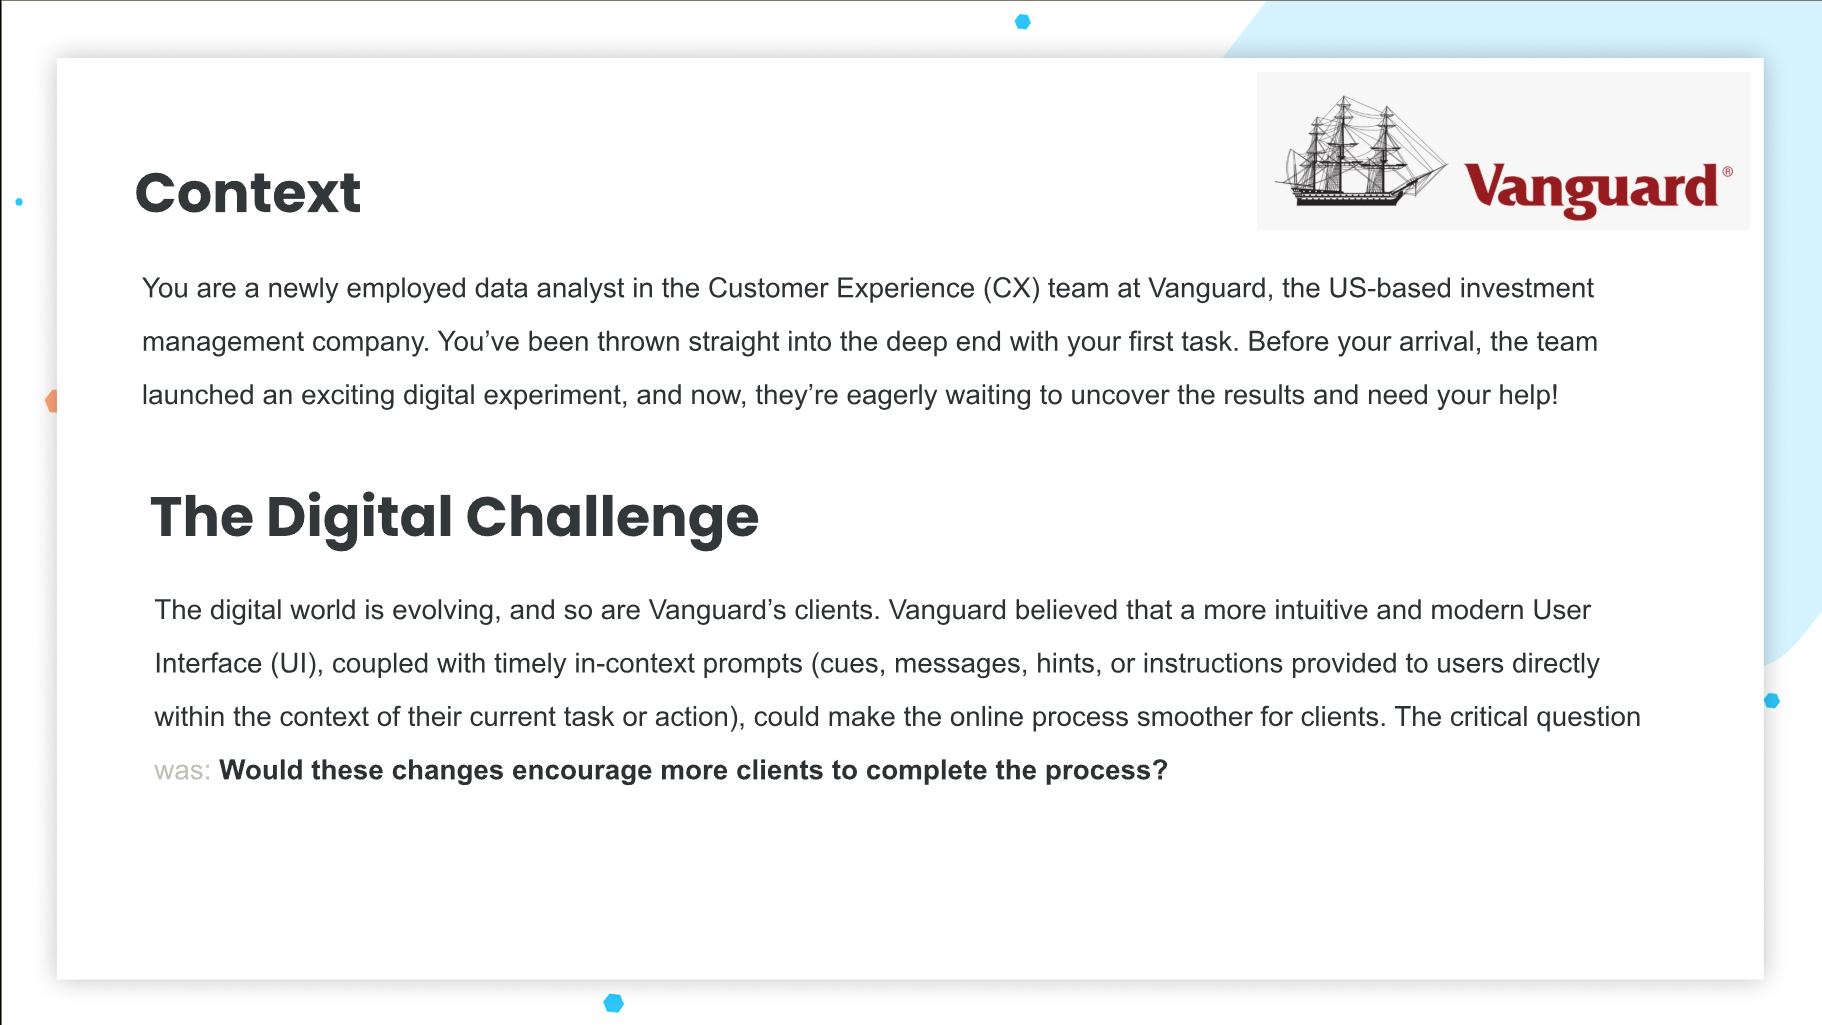 Vanguard®
Context
You are a newly employed data analyst in the Customer Experience (CX) team at Vanguard, the US-based investment
management company. You’ve been thrown straight into the deep end with your first task. Before your arrival, the team
launched an exciting digital experiment, and now, they’re eagerly waiting to uncover the results and need your help!
The Digital Challenge
The digital world is evolving, and so are Vanguard’s clients. Vanguard believed that a more intuitive and modern User
Interface (UI), coupled with timely in-context prompts (cues, messages, hints, or instructions provided to users directly
within the context of their current task or action), could make the online process smoother for clients. The critical question
was: Would these changes encourage more clients to complete the process?